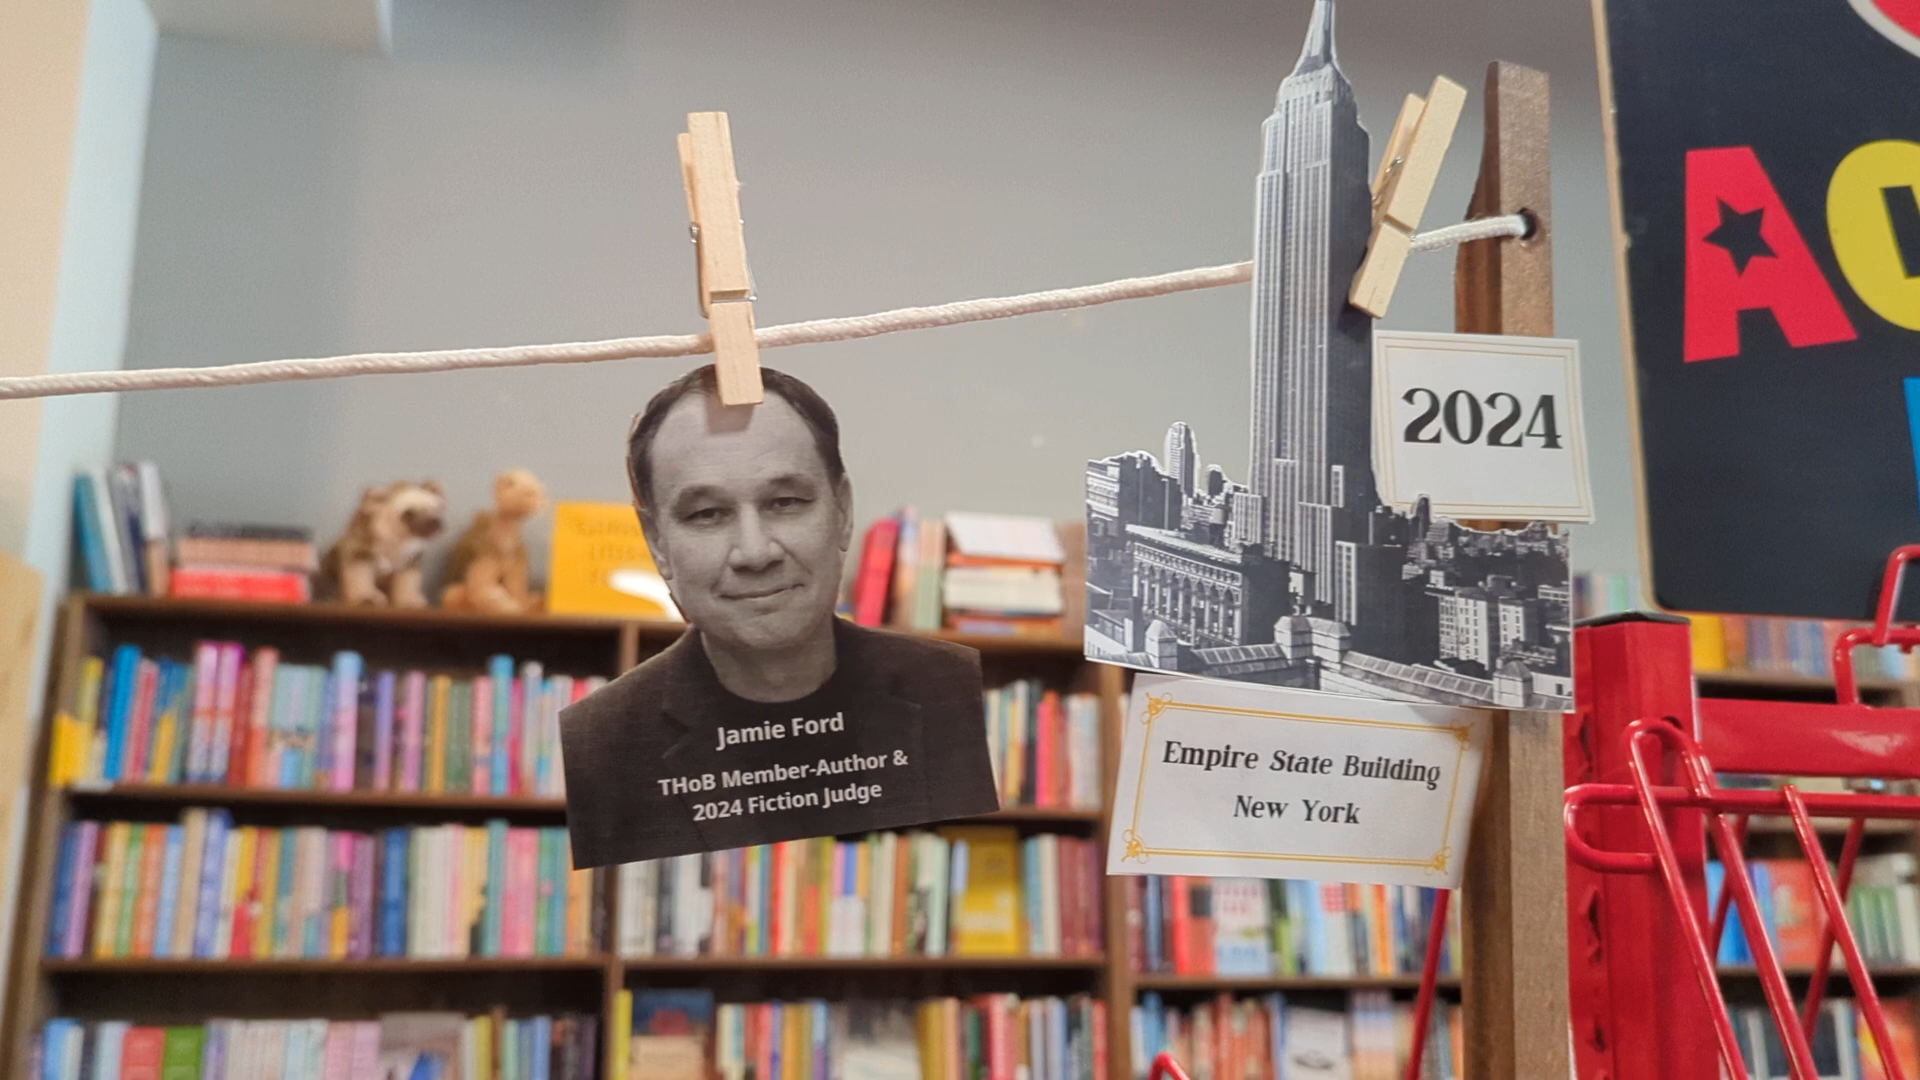 Jamie Ford
THoB Member-Author &
2024 Fiction Judge
2024
Empire State Building
New York